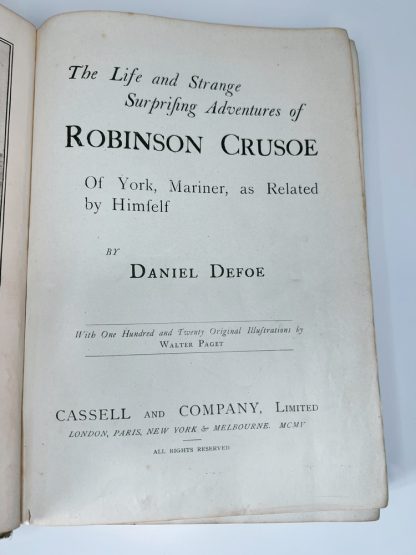 The Life and Strange
Surpriſing Adventures of
ROBINSON CRUSOE
Of York, Mariner, as Related
by Himſelf
BY
DANIEL DEFOE
With One Hundred and Twenty Original Illuſtrations by
WALTER PAGET
CASSELL AND COMPANY, LIMITED
LONDON, PARIS, NEW YORK & MELBOURNE. MCMV
ALL RIGHTS RESERVED